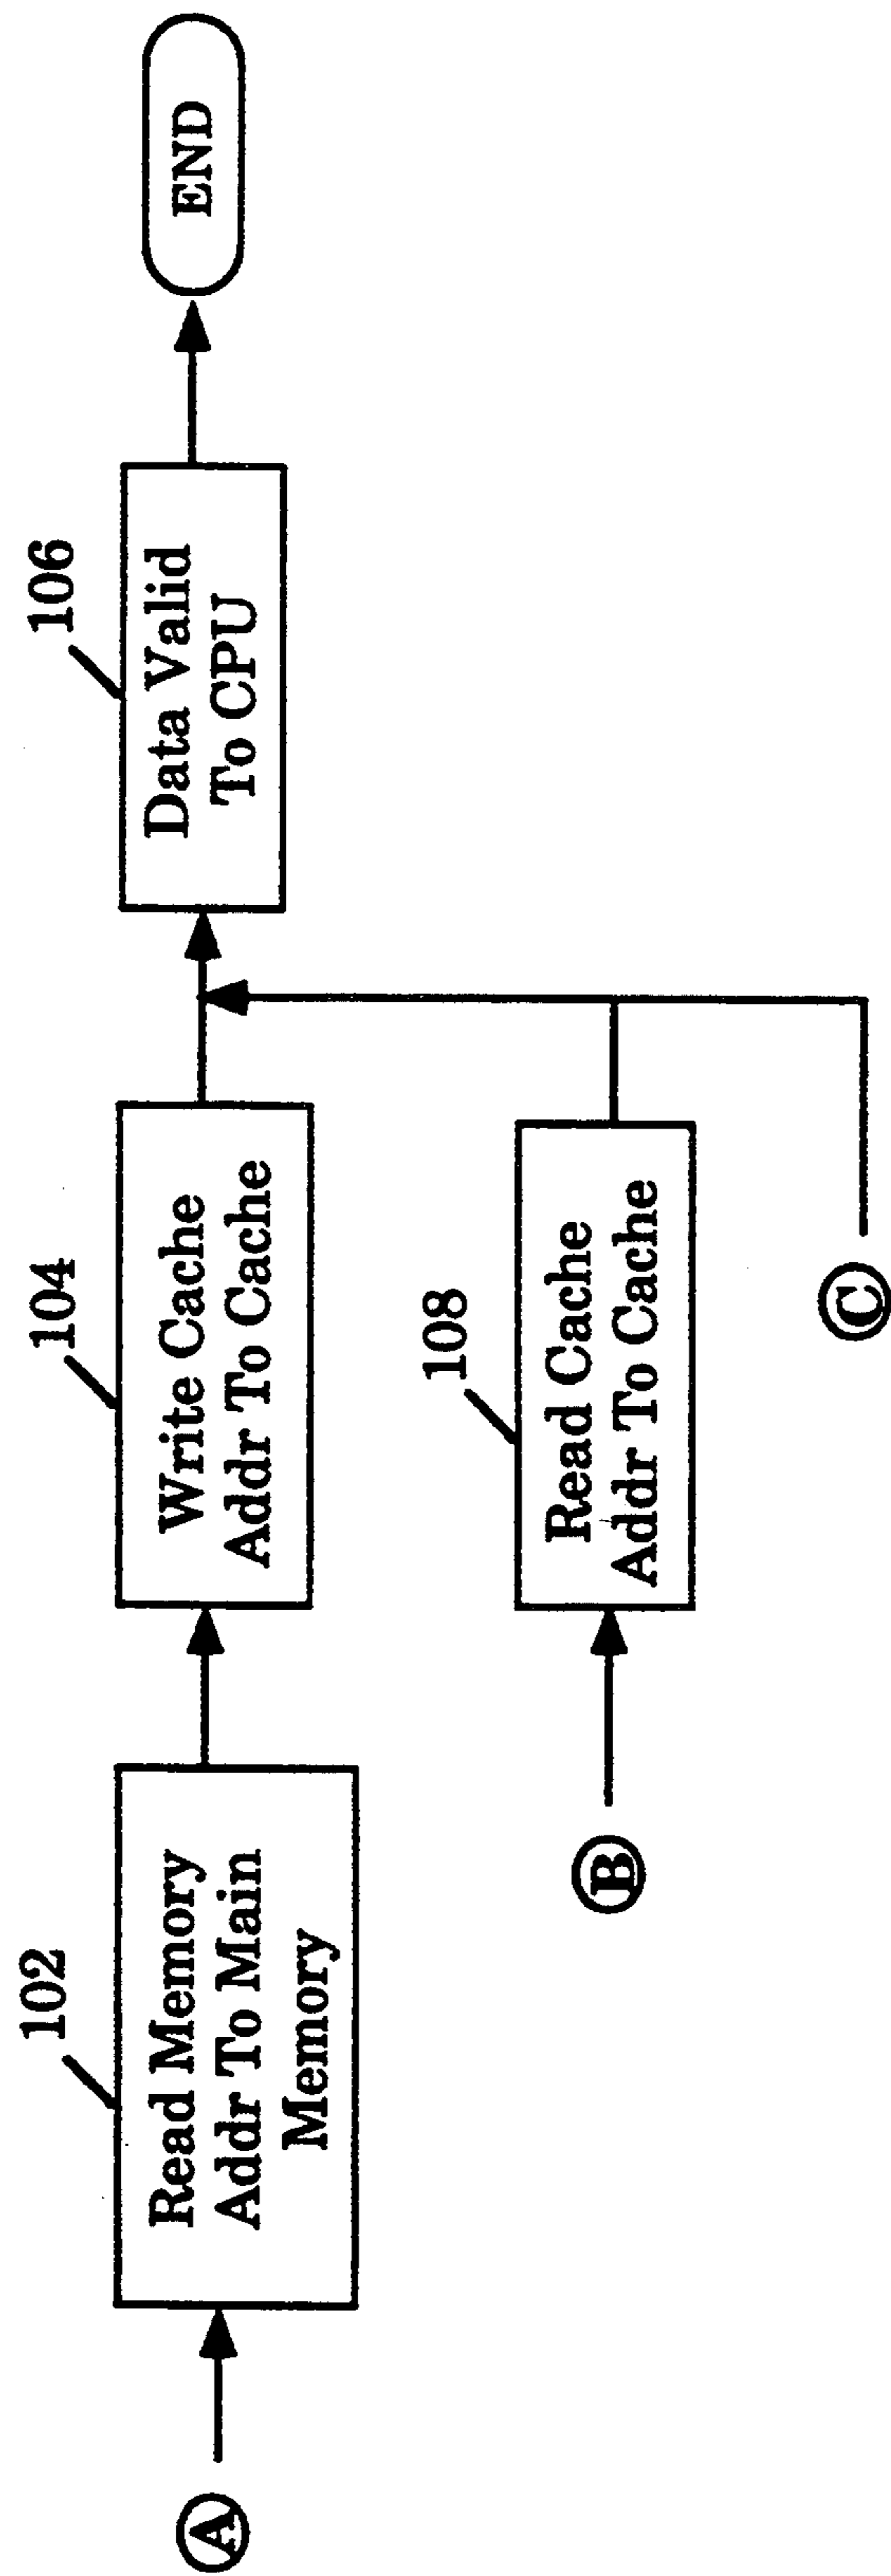 A
102
Read Memory
Addr To Main
Memory
104
Write Cache
Addr To Cache
106
Data Valid
To CPU
END
B
108
Read Cache
Addr To Cache
C